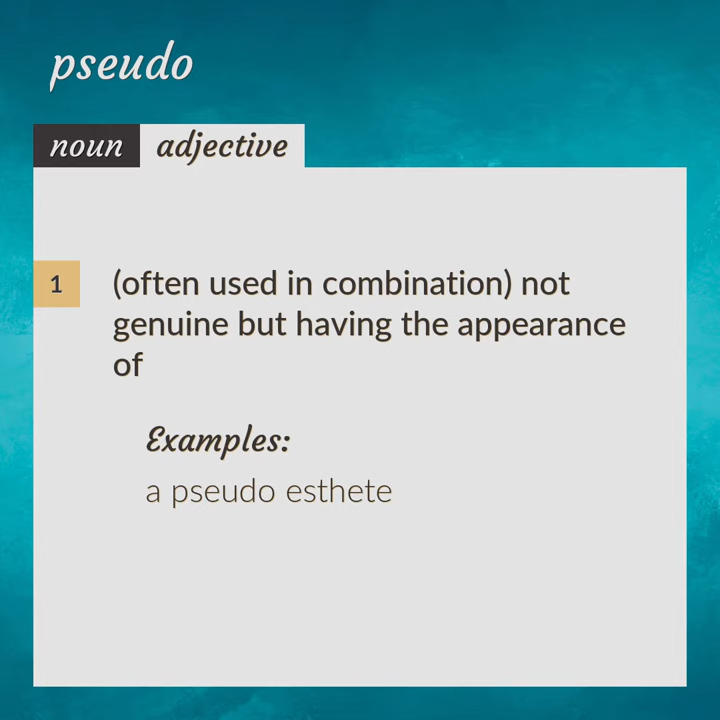 pseudo
noun adjective
1 (often used in combination) not
genuine but having the appearance
of
Examples:
a pseudo esthete